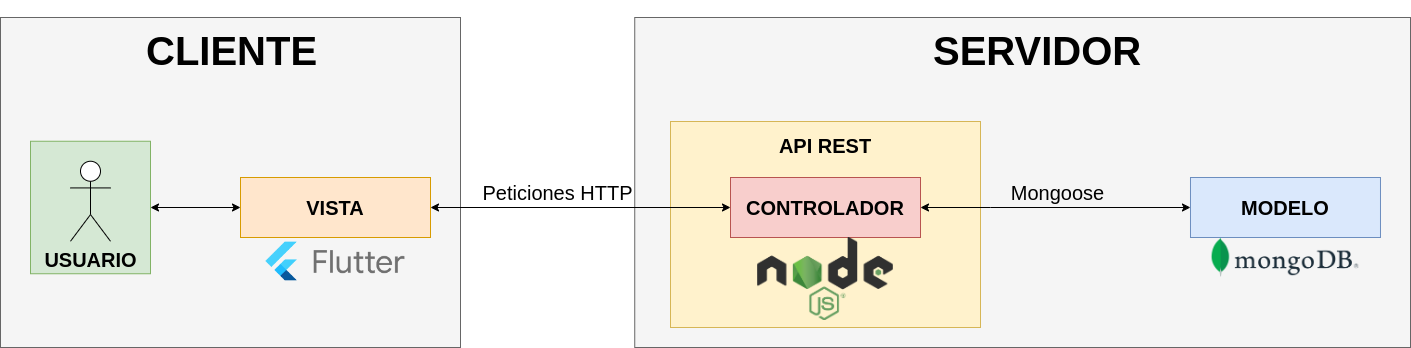 CLIENTE
SERVIDOR
API REST
Peticiones HTTP
Mongoose
VISTA
CONTROLADOR
MODELO
USUARIO
Flutter
node
JS®
mongoDB®